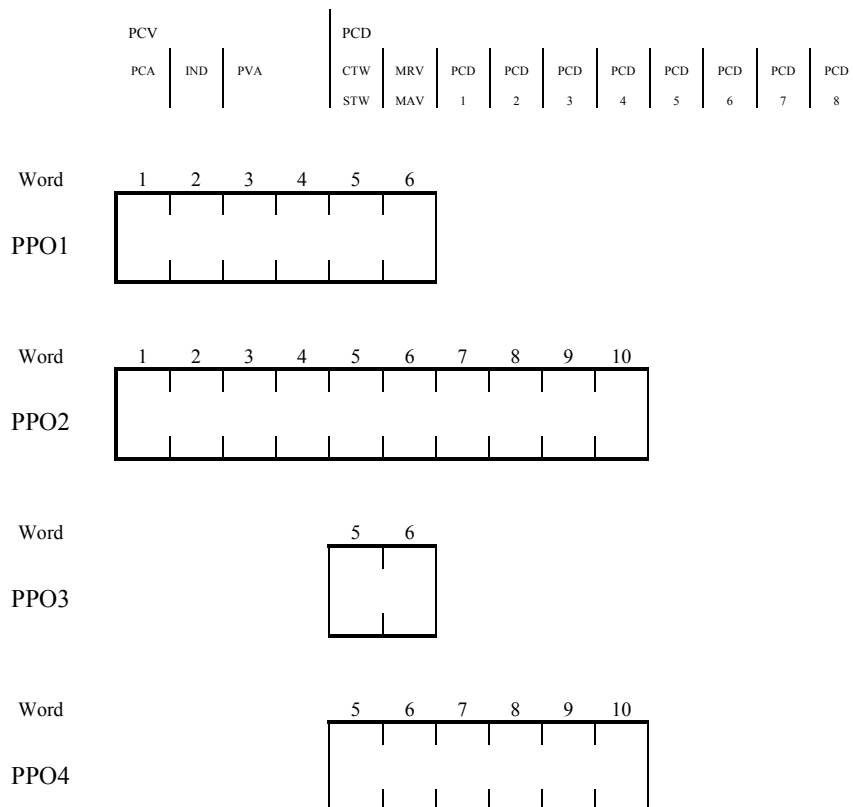 PCV PCD
PCA IND PVA CTW MRV PCD PCD PCD PCD PCD PCD PCD PCD
STW MAV 1 2 3 4 5 6 7 8
Word 1 2 3 4 5 6
PPO1
Word 1 2 3 4 5 6 7 8 9 10
PPO2
Word 5 6
PPO3
Word 5 6 7 8 9 10
PPO4